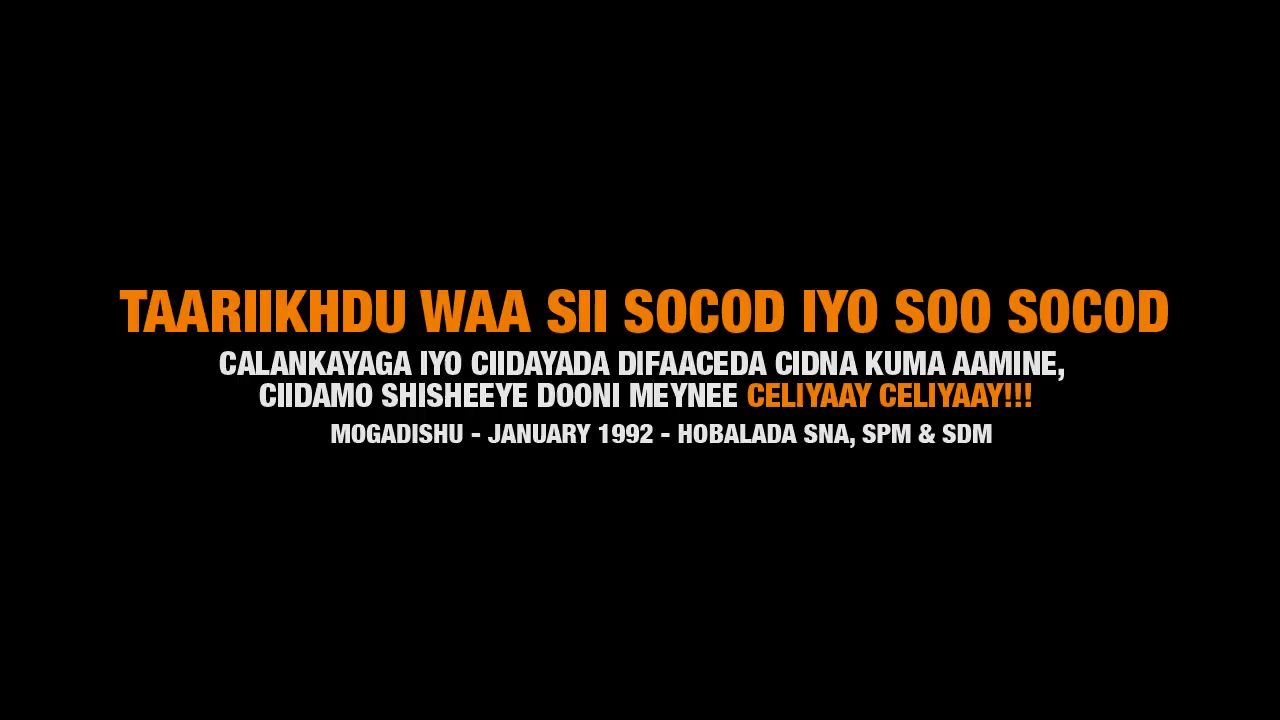 TAARIIKHDU WAA SII SOCOD IYO SOO SOCOD
CALANKAYAGA IYO CIIDAYADA DIFAACEDA CIDNA KUMA AAMINE,
CIIDAMO SHISHEEYE DOONI MEYNEE CELIYAAY CELIYAAY!!!
MOGADISHU - JANUARY 1992 - HOBALADA SNA, SPM & SDM